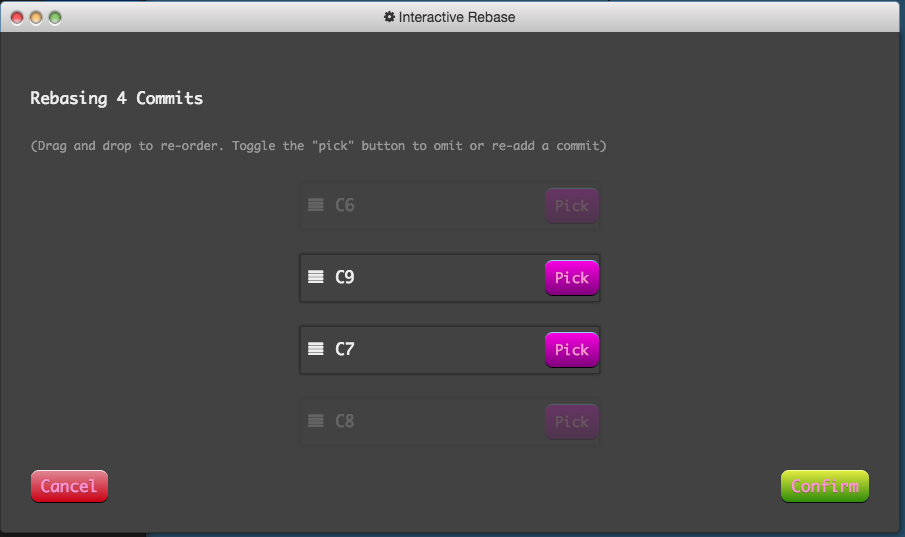 Interactive Rebase
Rebasing 4 Commits
(Drag and drop to re-order. Toggle the "pick" button to omit or re-add a commit)
C6 Pick
C9 Pick
C7 Pick
C8 Pick
Cancel Confirm